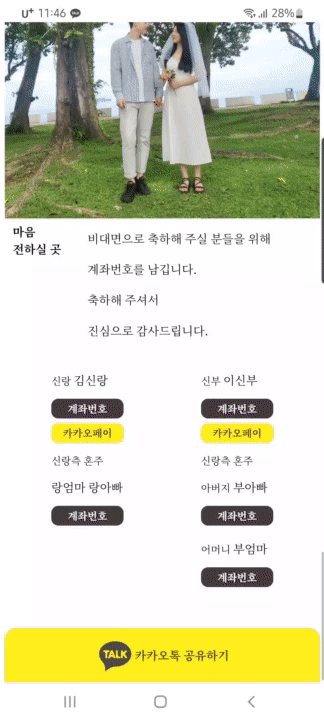 U+ 11:46
28%
마음
전하실 곳
비대면으로 축하해 주실 분들을 위해
계좌번호를 남깁니다.
축하해 주셔서
진심으로 감사드립니다.
신랑 김신랑
계좌번호
카카오페이
신랑측 혼주
랑엄마 랑아빠
계좌번호
신부 이신부
계좌번호
카카오페이
신랑측 혼주
아버지 부아빠
계좌번호
어머니 부엄마
계좌번호
TALK 카카오톡 공유하기